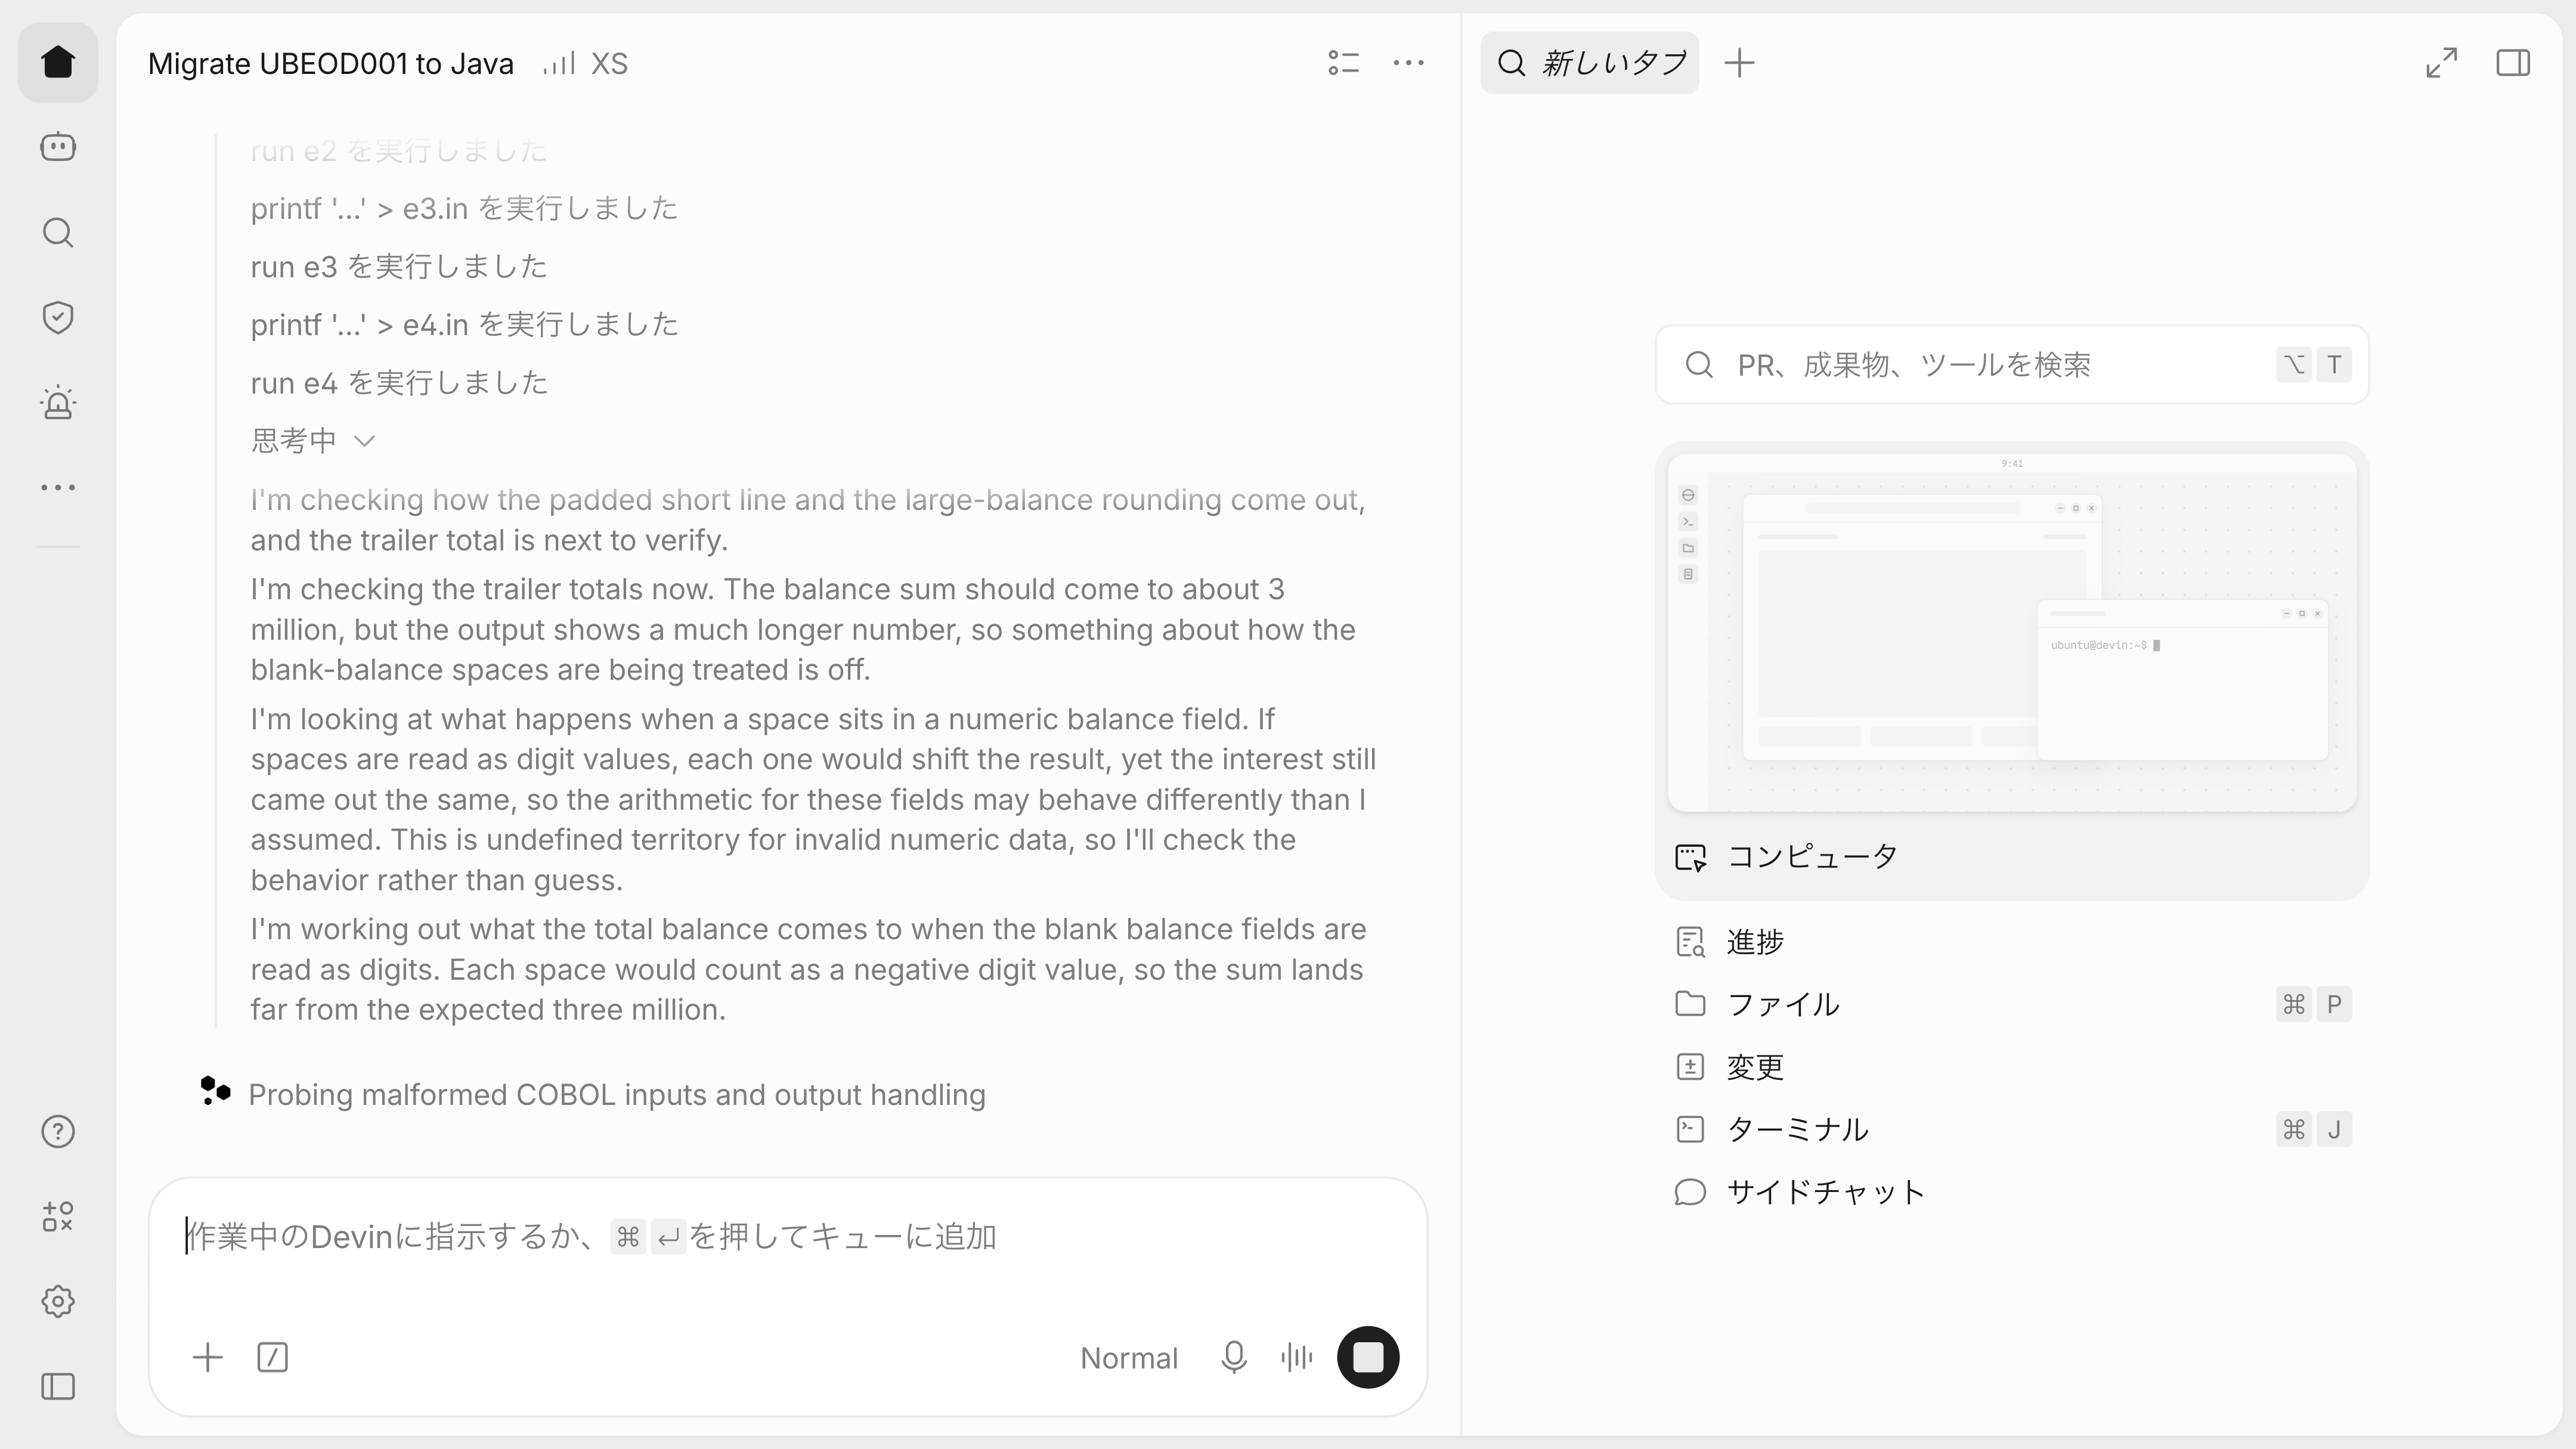 Migrate UBEOD001 to Java
XS
run e2 を実行しました
printf '...' > e3.in を実行しました
run e3 を実行しました
printf '...' > e4.in を実行しました
run e4 を実行しました
思考中
I'm checking how the padded short line and the large-balance rounding come out,
and the trailer total is next to verify.
I'm checking the trailer totals now. The balance sum should come to about 3
million, but the output shows a much longer number, so something about how the
blank-balance spaces are being treated is off.
I'm looking at what happens when a space sits in a numeric balance field. If
spaces are read as digit values, each one would shift the result, yet the interest still
came out the same, so the arithmetic for these fields may behave differently than I
assumed. This is undefined territory for invalid numeric data, so I'll check the
behavior rather than guess.
I'm working out what the total balance comes to when the blank balance fields are
read as digits. Each space would count as a negative digit value, so the sum lands
far from the expected three million.
Probing malformed COBOL inputs and output handling
作業中のDevinに指示するか、⌘↵を押してキューに追加
Normal
新しいタブ
PR、成果物、ツールを検索
⌥ T
9:41
ubuntu@devin:~$
コンピュータ
進捗
ファイル
⌘ P
変更
ターミナル
⌘ J
サイドチャット